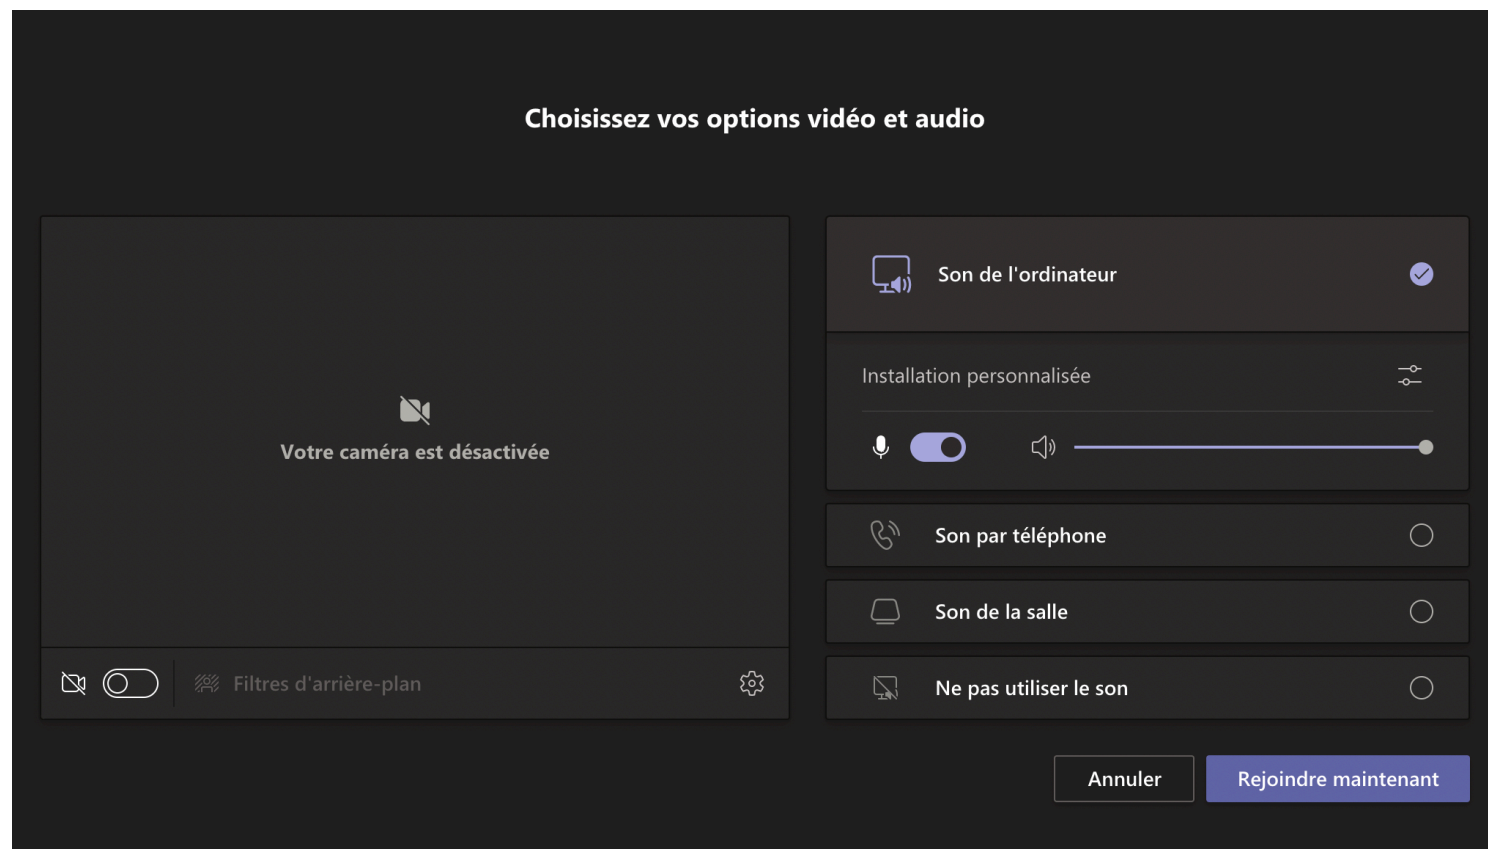 Choisissez vos options vidéo et audio
Votre caméra est désactivée
Filtres d'arrière-plan
Son de l'ordinateur
Installation personnalisée
Son par téléphone
Son de la salle
Ne pas utiliser le son
Annuler
Rejoindre maintenant